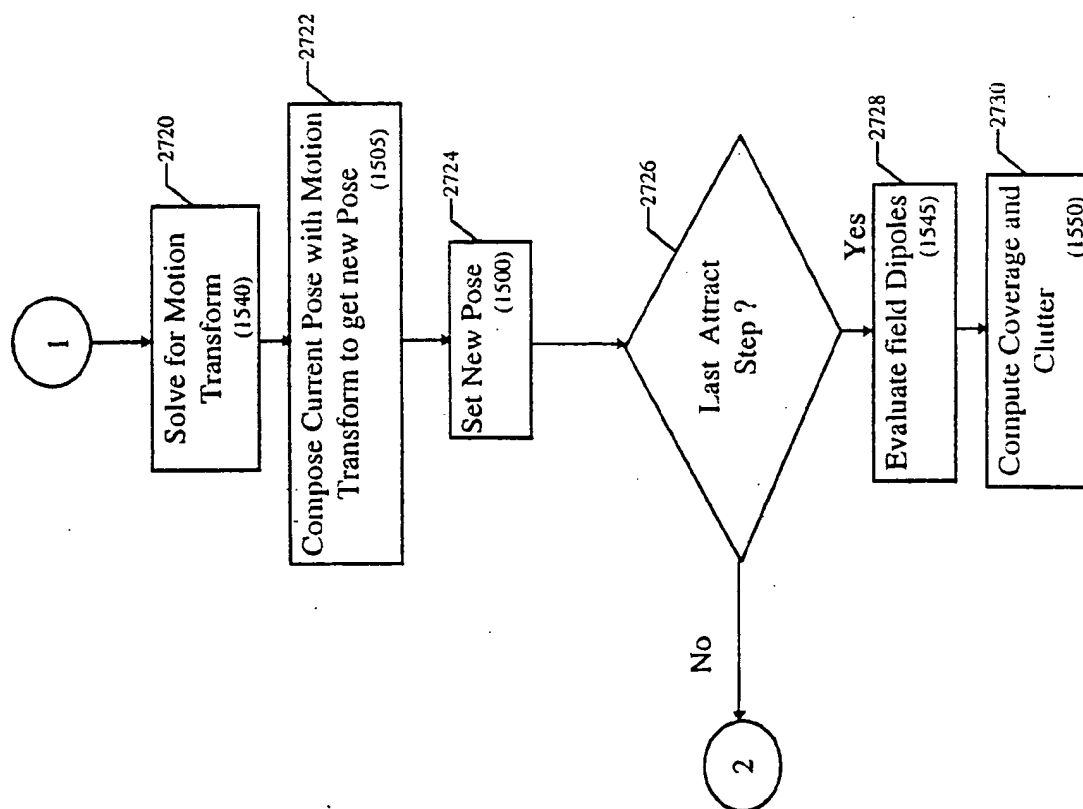 1
2720
Solve for Motion
Transform
(1540)
2722
Compose Current Pose with Motion
Transform to get new Pose
(1505)
2724
Set New Pose
(1500)
2726
Last Attract
Step ?
No
2
Yes
2728
Evaluate field Dipoles
(1545)
2730
Compute Coverage and
Clutter
(1550)